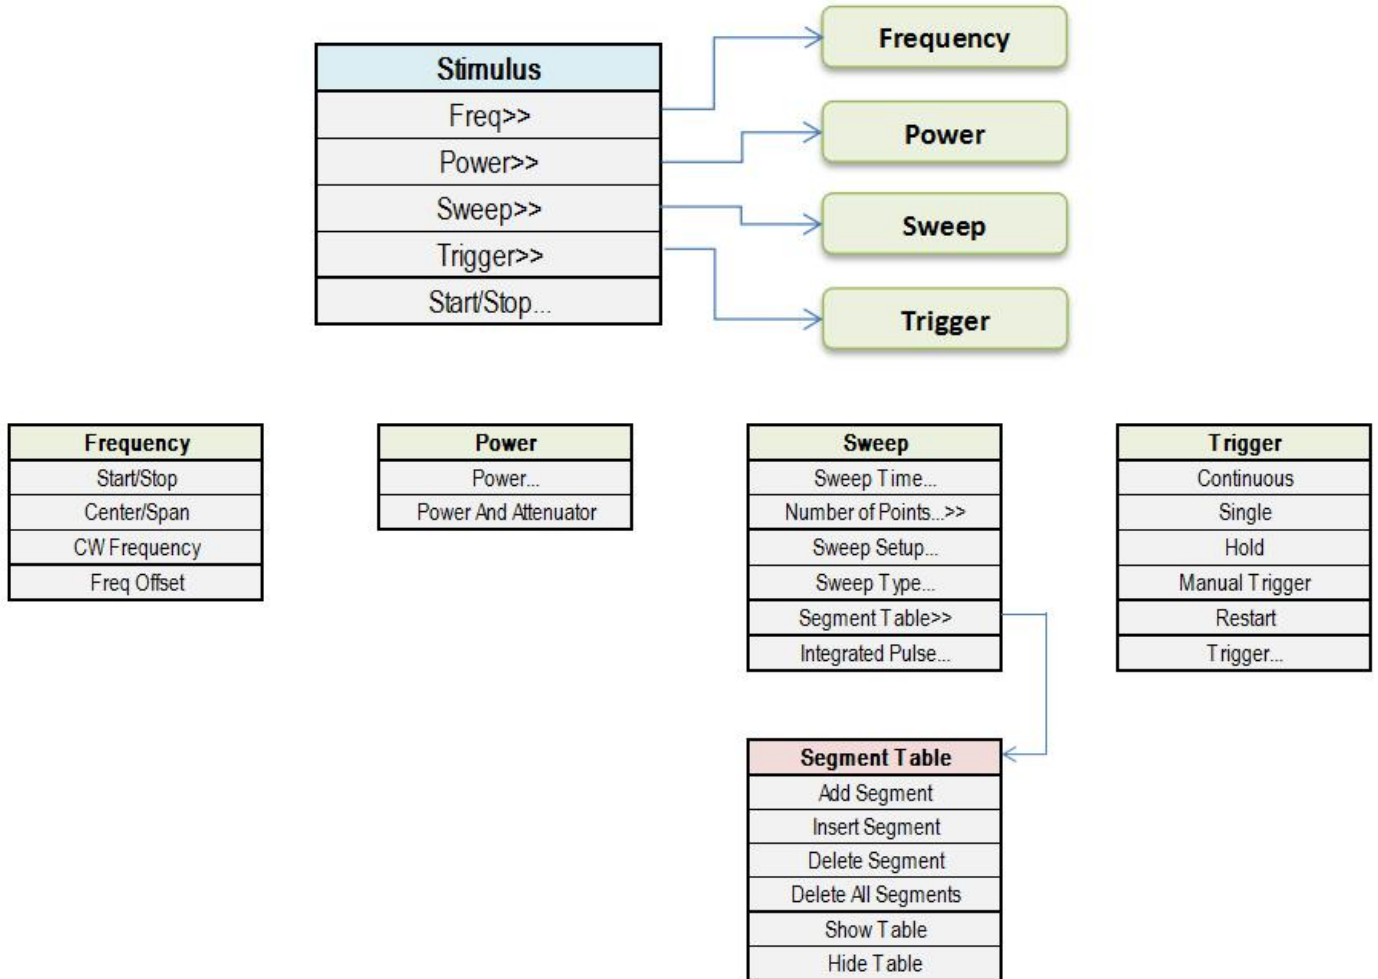 Stimulus
Freq>>
Power>>
Sweep>>
Trigger>>
Start/Stop...
Frequency
Power
Sweep
Trigger
Frequency
Start/Stop
Center/Span
CW Frequency
Freq Offset
Power
Power...
Power And Attenuator
Sweep
Sweep Time...
Number of Points...>>
Sweep Setup...
Sweep Type...
Segment Table>>
Integrated Pulse...
Trigger
Continuous
Single
Hold
Manual Trigger
Restart
Trigger...
Segment Table
Add Segment
Insert Segment
Delete Segment
Delete All Segments
Show Table
Hide Table